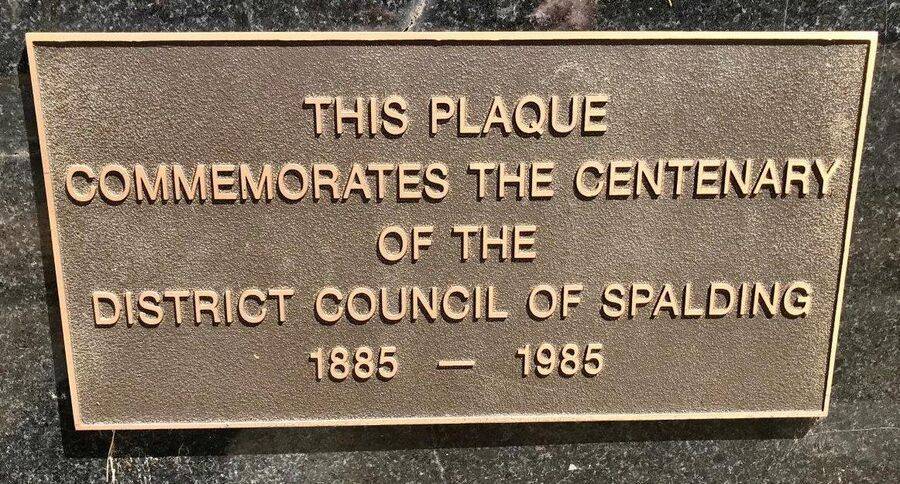 THIS PLAQUE
COMMEMORATES THE CENTENARY
OF THE
DISTRICT COUNCIL OF SPALDING
1885 — 1985